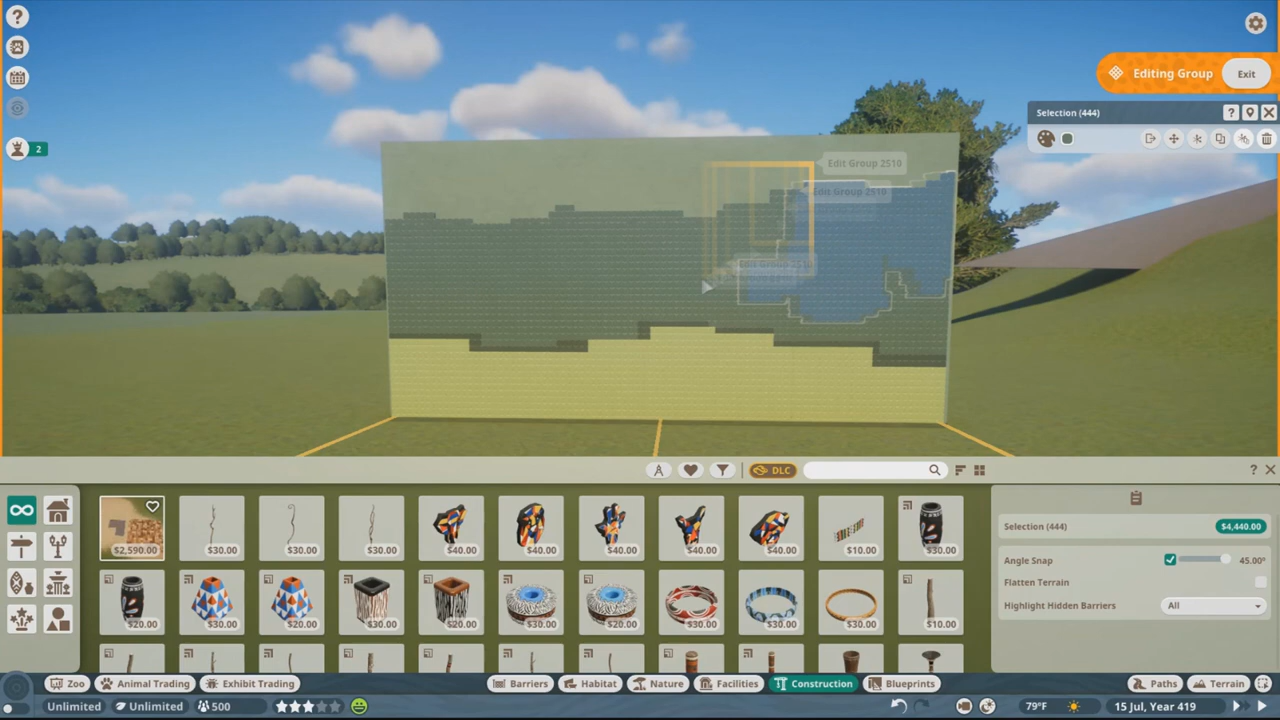 ?
Editing Group
Exit
Selection (444)
?
2
Edit Group 2510
Edit Group 2510
DLC
?
$2,590.00
$30.00
$30.00
$30.00
$40.00
$40.00
$40.00
$40.00
$40.00
$10.00
$30.00
Selection (444)
$4,440.00
Angle Snap
45.00°
Flatten Terrain
Highlight Hidden Barriers
All
$20.00
$30.00
$20.00
$30.00
$20.00
$30.00
$20.00
$30.00
$30.00
$30.00
$10.00
Zoo
Animal Trading
Exhibit Trading
Barriers
Habitat
Nature
Facilities
Construction
Blueprints
Paths
Terrain
Unlimited
Unlimited
500
79°F
15 Jul, Year 419